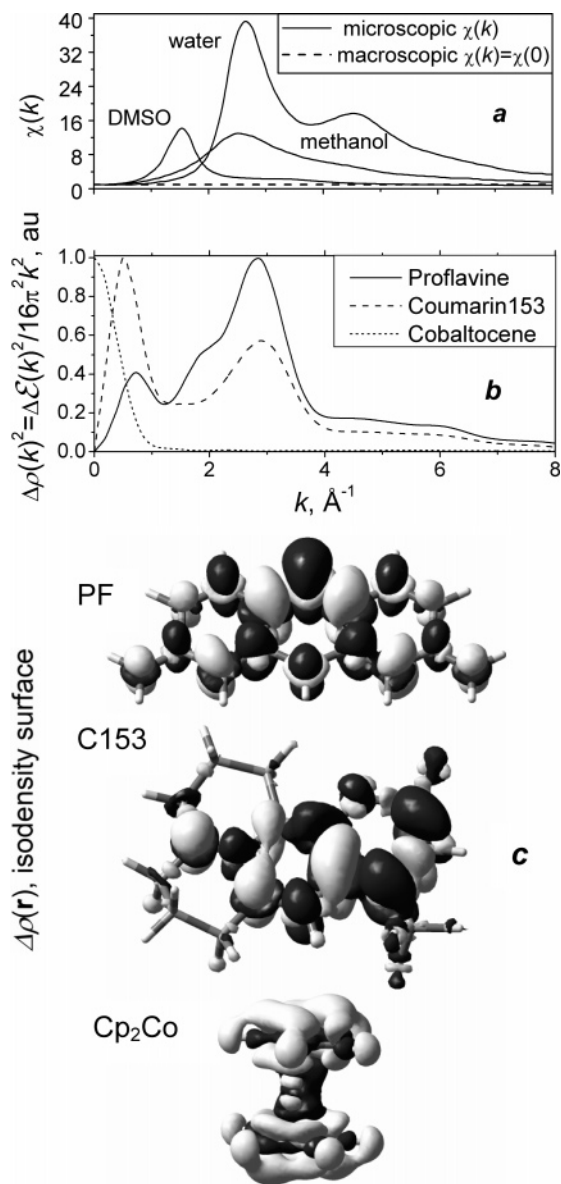 40
32
24
16
8
0
χ(k)
water
DMSO
methanol
microscopic χ(k)
macroscopic χ(k)=χ(0)
a
Δρ(k)²=Δℰ(k)²/16π²k², au
1.0
0.8
0.6
0.4
0.2
0.0
Proflavine
Coumarin153
Cobaltocene
b
0 2 4 6 8
k, Å⁻¹
PF
C153
Δρ(r), isodensity surface
c
Cp₂Co